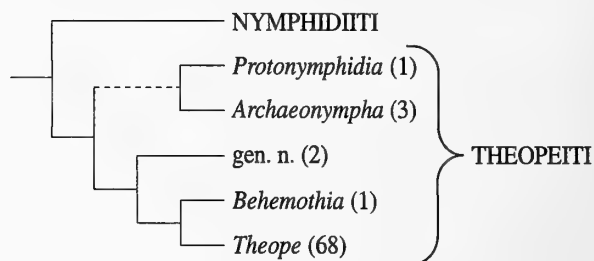 NYMPHIDIITI
Protonymphidia (1)
Archaeonympha (3)
gen. n. (2)
THEOPEITI
Behemothia (1)
Theope (68)